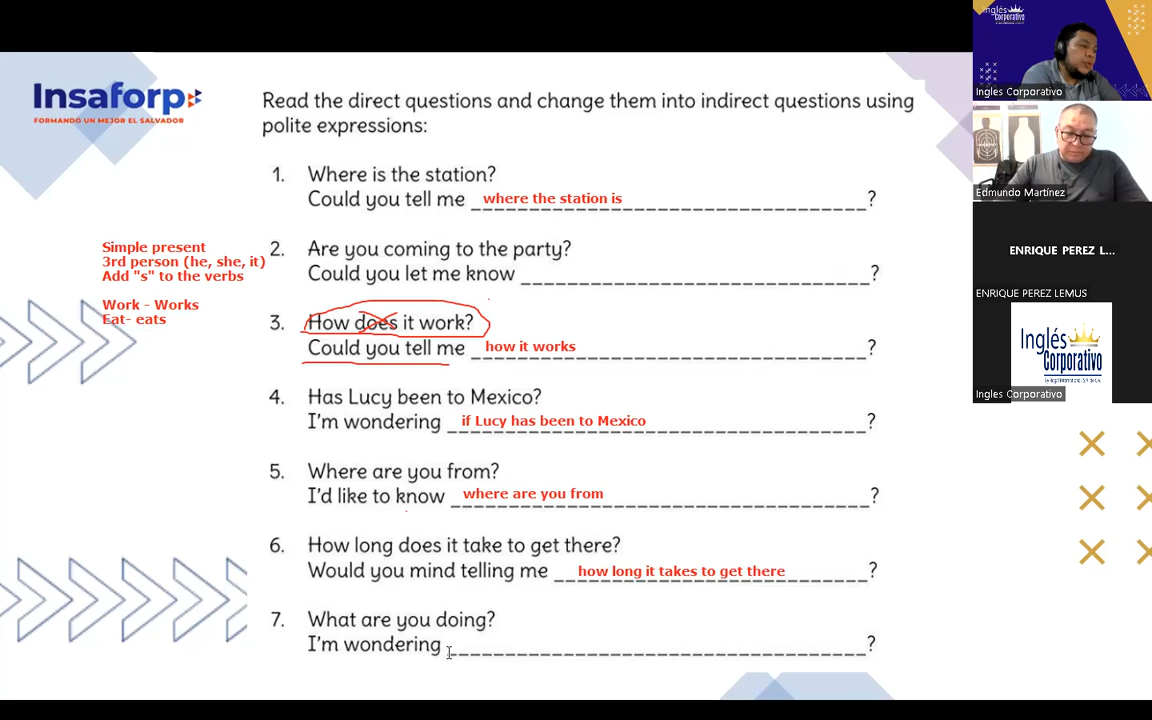 Insaforp
FORMANDO UN MEJOR EL SALVADOR
Read the direct questions and change them into indirect questions using
polite expressions:
1. Where is the station?
Could you tell me where the station is ?
2. Are you coming to the party?
Could you let me know ?
Simple present
3rd person (he, she, it)
Add "s" to the verbs
Work - Works
Eat- eats
3. How does it work?
Could you tell me how it works ?
4. Has Lucy been to Mexico?
I'm wondering if Lucy has been to Mexico ?
5. Where are you from?
I'd like to know where are you from ?
6. How long does it take to get there?
Would you mind telling me how long it takes to get there ?
7. What are you doing?
I'm wondering ?
Inglés
Corporativo
Ingles Corporativo
Edmundo Martínez
ENRIQUE PEREZ L...
ENRIQUE PEREZ LEMUS
Inglés
Corporativo
Ingles Corporativo